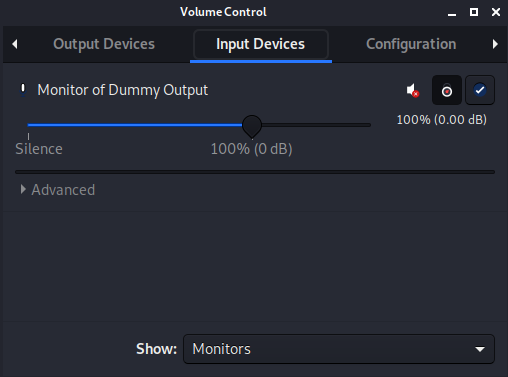 Volume Control
Output Devices
Input Devices
Configuration
Monitor of Dummy Output
100% (0.00 dB)
Silence
100% (0 dB)
Advanced
Show: Monitors